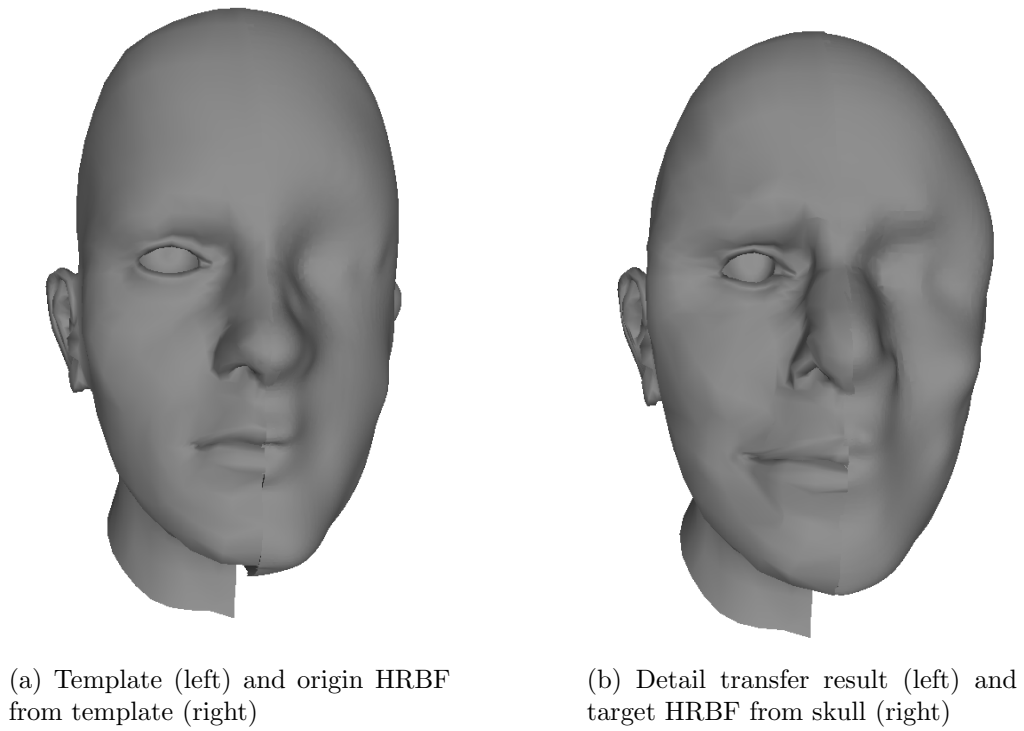 (a) Template (left) and origin HRBF
from template (right)
(b) Detail transfer result (left) and
target HRBF from skull (right)